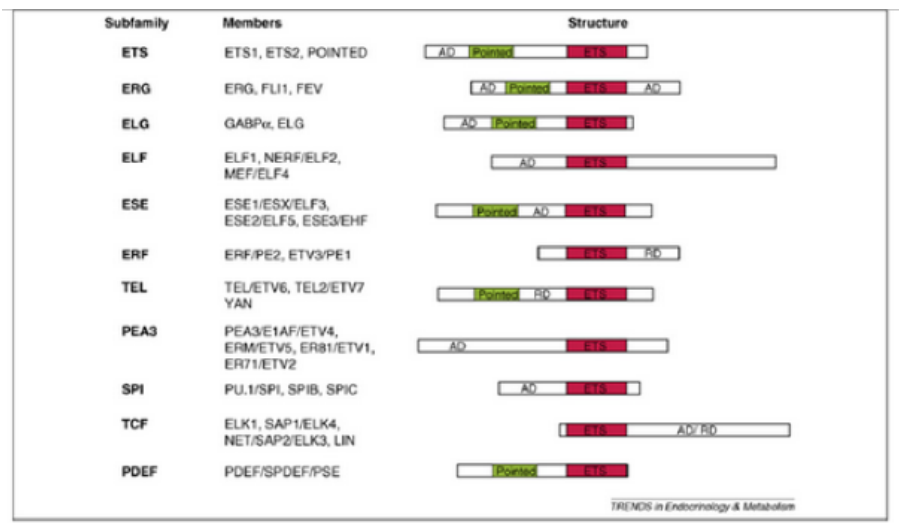 Subfamily Members Structure
ETS ETS1, ETS2, POINTED AD Pointed ETS
ERG ERG, FLI1, FEV AD Pointed ETS AD
ELG GABPα, ELG AD Pointed ETS
ELF ELF1, NERF/ELF2, AD ETS
MEF/ELF4
ESE ESE1/ESX/ELF3, Pointed AD ETS
ESE2/ELF5, ESE3/EHF
ERF ERF/PE2, ETV3/PE1 ETS RD
TEL TEL/ETV6, TEL2/ETV7 Pointed RD ETS
YAN
PEA3 PEA3/E1AF/ETV4, AD ETS
ERM/ETV5, ER81/ETV1,
ER71/ETV2
SPI PU.1/SPI, SPIB, SPIC AD ETS
TCF ELK1, SAP1/ELK4, ETS AD/ RD
NET/SAP2/ELK3, LIN
PDEF PDEF/SPDEF/PSE Pointed ETS
TRENDS in Endocrinology & Metabolism